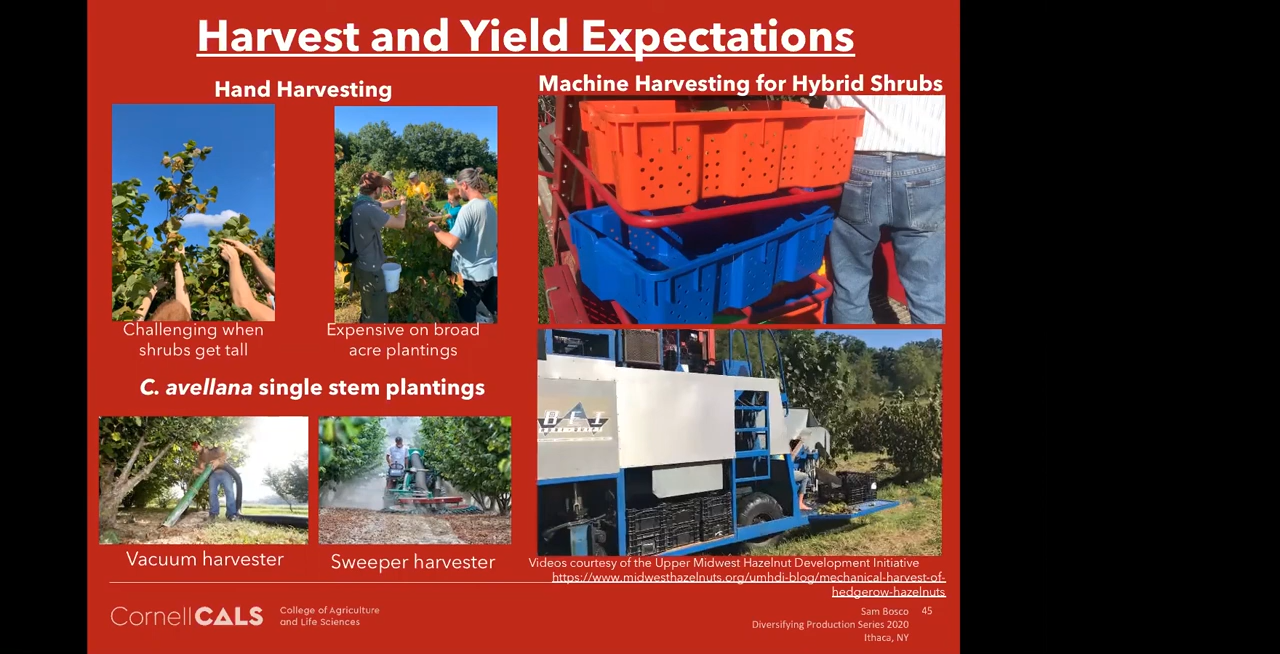 Harvest and Yield Expectations
Hand Harvesting
Challenging when
shrubs get tall
Expensive on broad
acre plantings
C. avellana single stem plantings
Vacuum harvester
Sweeper harvester
Machine Harvesting for Hybrid Shrubs
Videos courtesy of the Upper Midwest Hazelnut Development Initiative
https://www.midwesthazelnuts.org/umhdi-blog/mechanical-harvest-of-
hedgerow-hazelnuts
CornellCALS
College of Agriculture
and Life Sciences
Sam Bosco
45
Diversifying Production Series 2020
Ithaca, NY